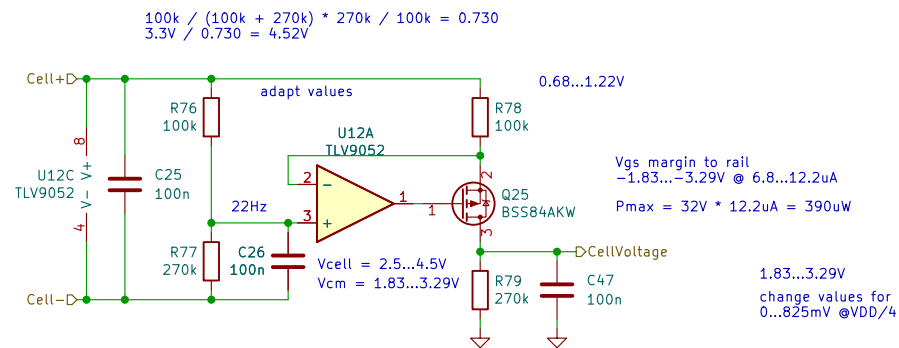 100k / (100k + 270k) * 270k / 100k = 0.730
3.3V / 0.730 = 4.52V
Cell+
adapt values
0.68...1.22V
R76
100k
R78
100k
8
U12C
TLV9052
V+
V-
4
C25
100n
U12A
TLV9052
2
1
3
22Hz
1
2
3
Q25
BSS84AKW
Vgs margin to rail
-1.83...-3.29V @ 6.8...12.2uA
Pmax = 32V * 12.2uA = 390uW
R77
270k
C26
100n
Vcell = 2.5...4.5V
Vcm = 1.83...3.29V
CellVoltage
R79
270k
C47
100n
1.83...3.29V
change values for
0...825mV @VDD/4
Cell-